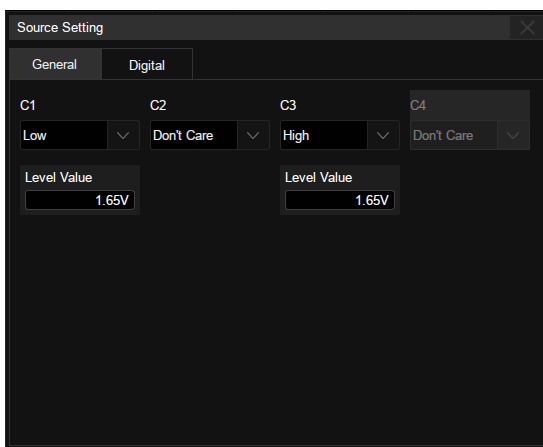 Source Setting
General Digital
C1 C2 C3 C4
Low Don't Care High Don't Care
Level Value Level Value
1.65V 1.65V